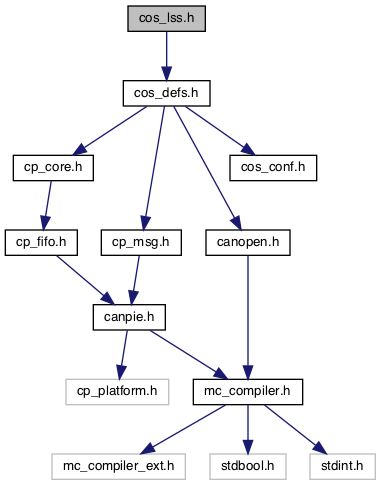 cos_lss.h
cos_defs.h
cp_core.h
cos_conf.h
cp_fifo.h
cp_msg.h
canopen.h
canpie.h
cp_platform.h
mc_compiler.h
mc_compiler_ext.h
stdbool.h
stdint.h